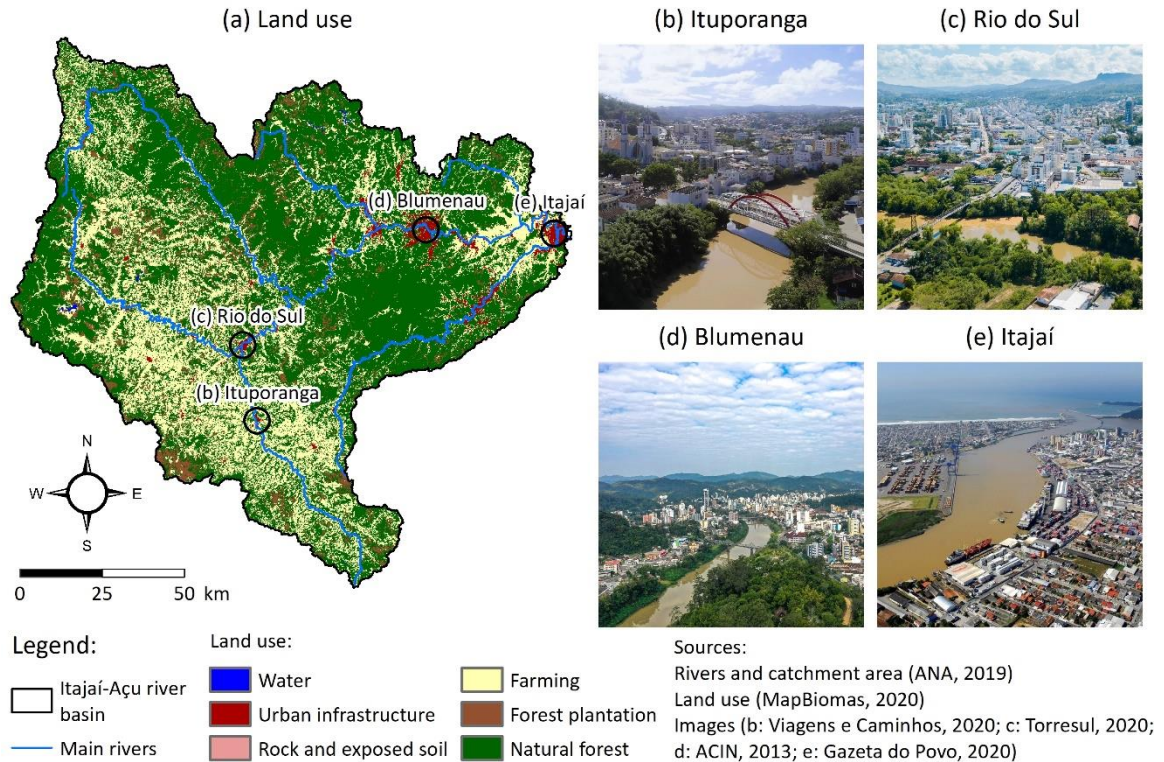 (a) Land use
(b) Ituporanga
(c) Rio do Sul
(d) Blumenau
(e) Itajaí
(c) Rio do Sul
(b) Ituporanga
N
W
E
S
0 25 50 km
(d) Blumenau
(e) Itajaí
Legend:
Itajaí-Açu river
basin
Main rivers
Land use:
Water
Urban infrastructure
Rock and exposed soil
Farming
Forest plantation
Natural forest
Sources:
Rivers and catchment area (ANA, 2019)
Land use (MapBiomas, 2020)
Images (b: Viagens e Caminhos, 2020; c: Torresul, 2020;
d: ACIN, 2013; e: Gazeta do Povo, 2020)